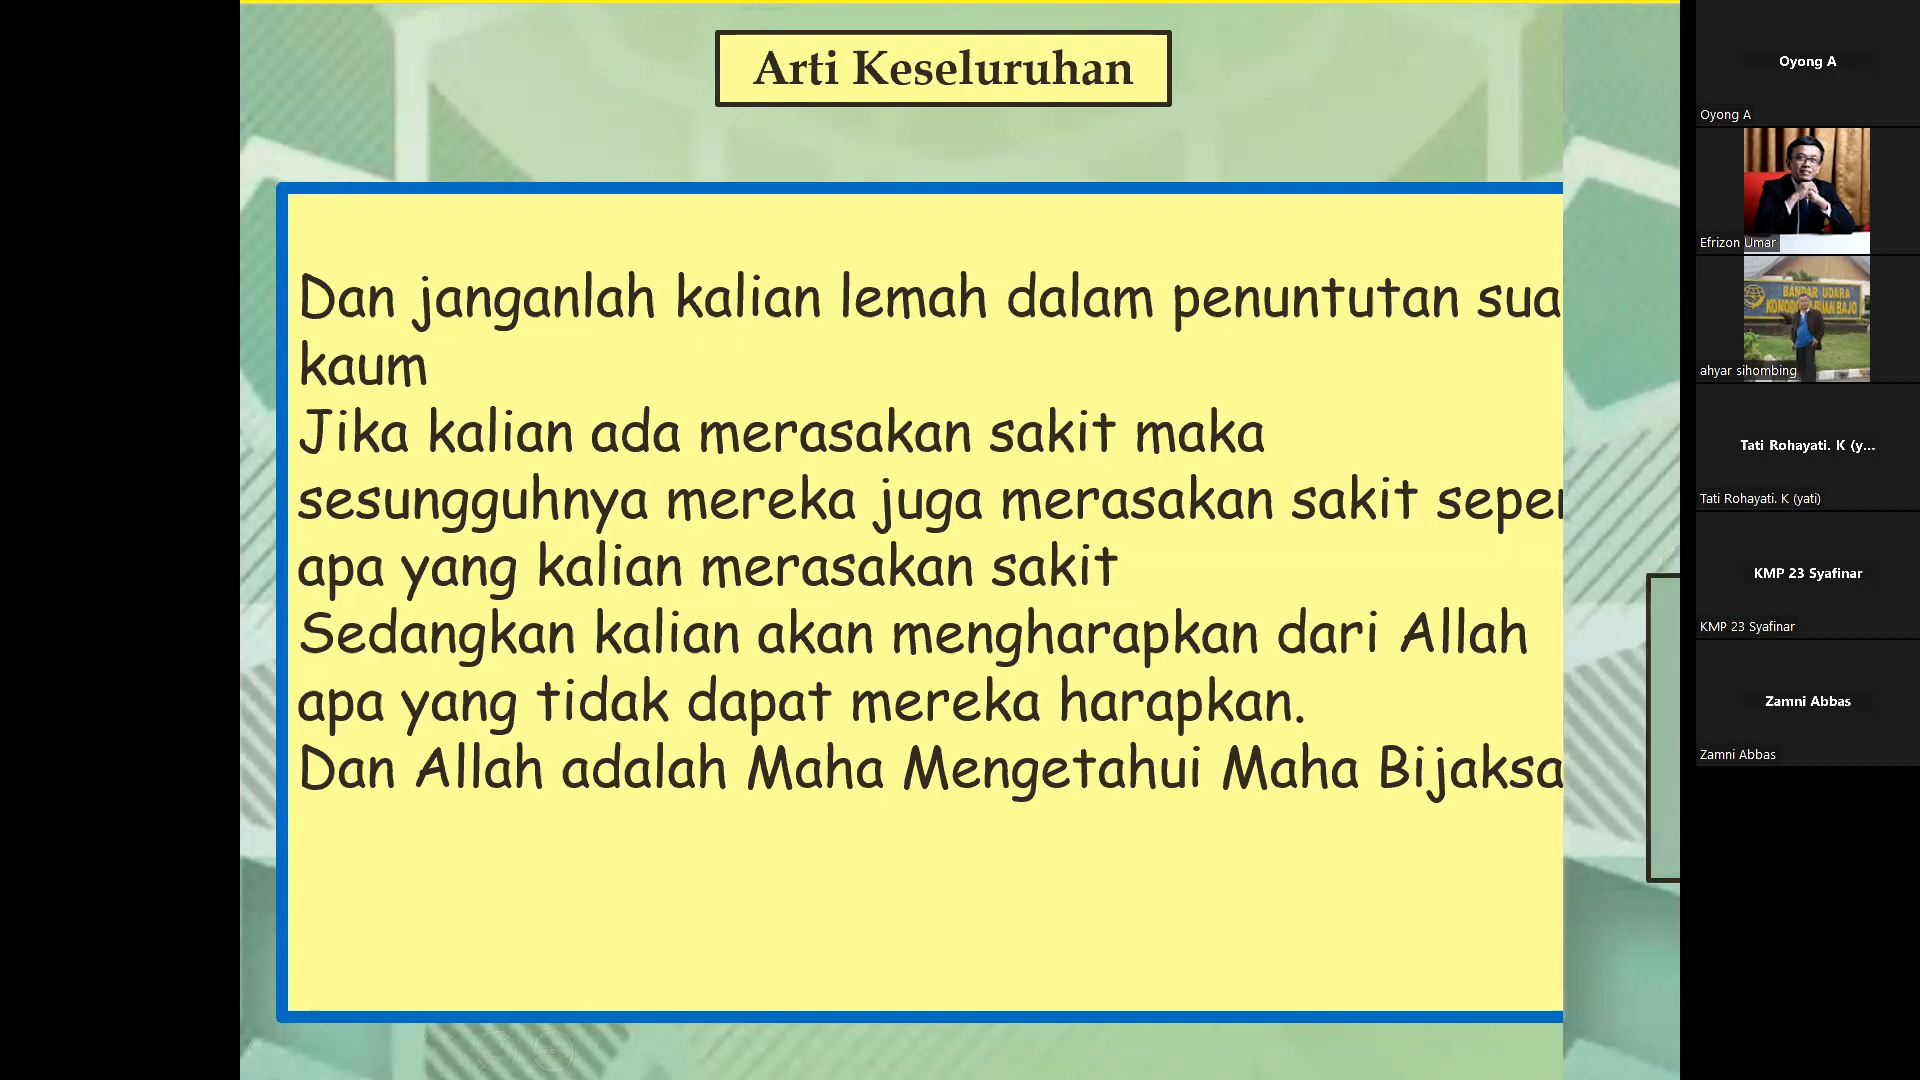 Arti Keseluruhan
Dan janganlah kalian lemah dalam penuntutan sua
kaum
Jika kalian ada merasakan sakit maka
sesungguhnya mereka juga merasakan sakit seper
apa yang kalian merasakan sakit
Sedangkan kalian akan mengharapkan dari Allah
apa yang tidak dapat mereka harapkan.
Dan Allah adalah Maha Mengetahui Maha Bijaksa
Oyong A
Oyong A
Efrizon Umar
BANDAR UDARA
ahyar sihombing
Tati Rohayati. K (y...
Tati Rohayati. K (yati)
KMP 23 Syafinar
KMP 23 Syafinar
Zamni Abbas
Zamni Abbas